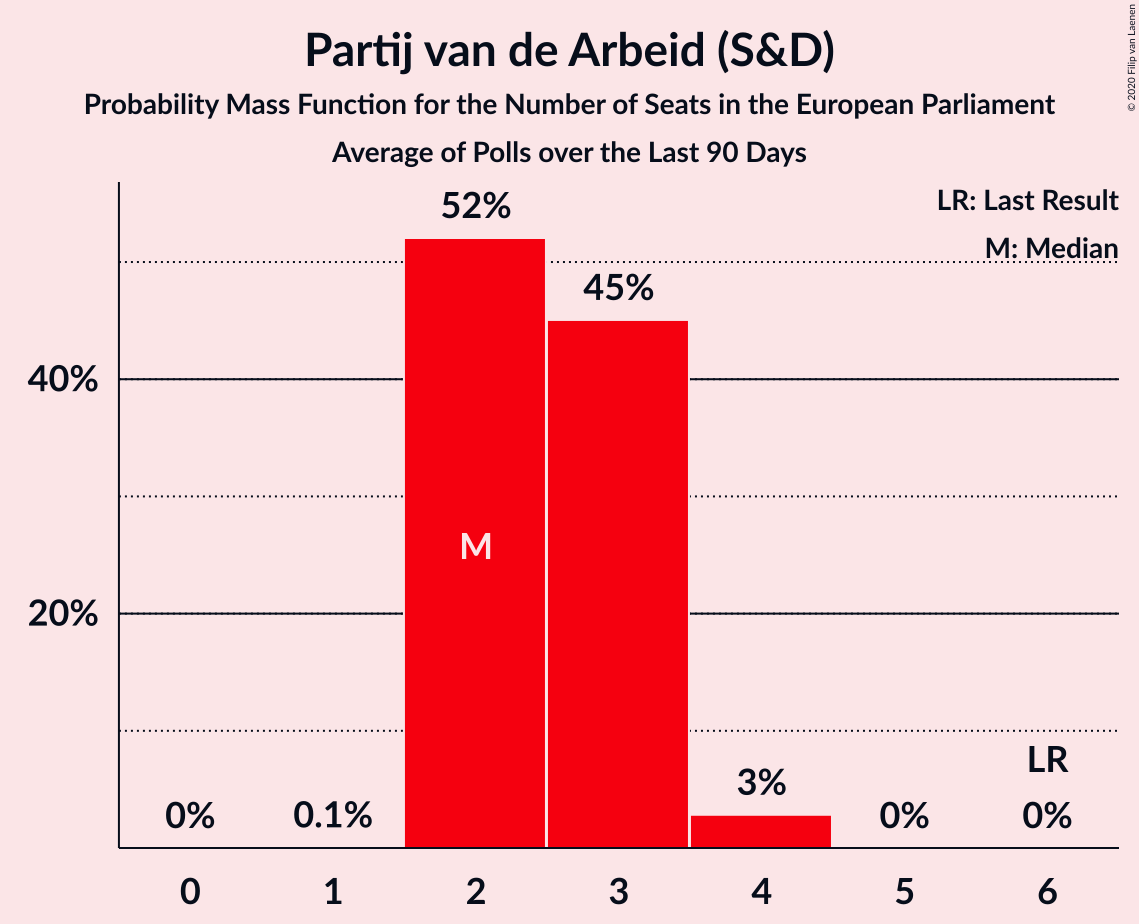 Partij van de Arbeid (S&D)
Probability Mass Function for the Number of Seats in the European Parliament
Average of Polls over the Last 90 Days
© 2020 Filip van Laenen
LR: Last Result
M: Median
52%
45%
40%
M
20%
LR
3%
0%
0.1%
0%
0%
0 1 2 3 4 5 6